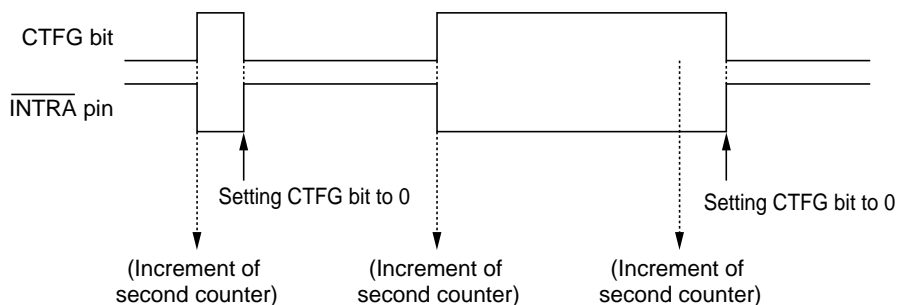 CTFG bit
INTRA pin
Setting CTFG bit to 0
Setting CTFG bit to 0
(Increment of
second counter)
(Increment of
second counter)
(Increment of
second counter)